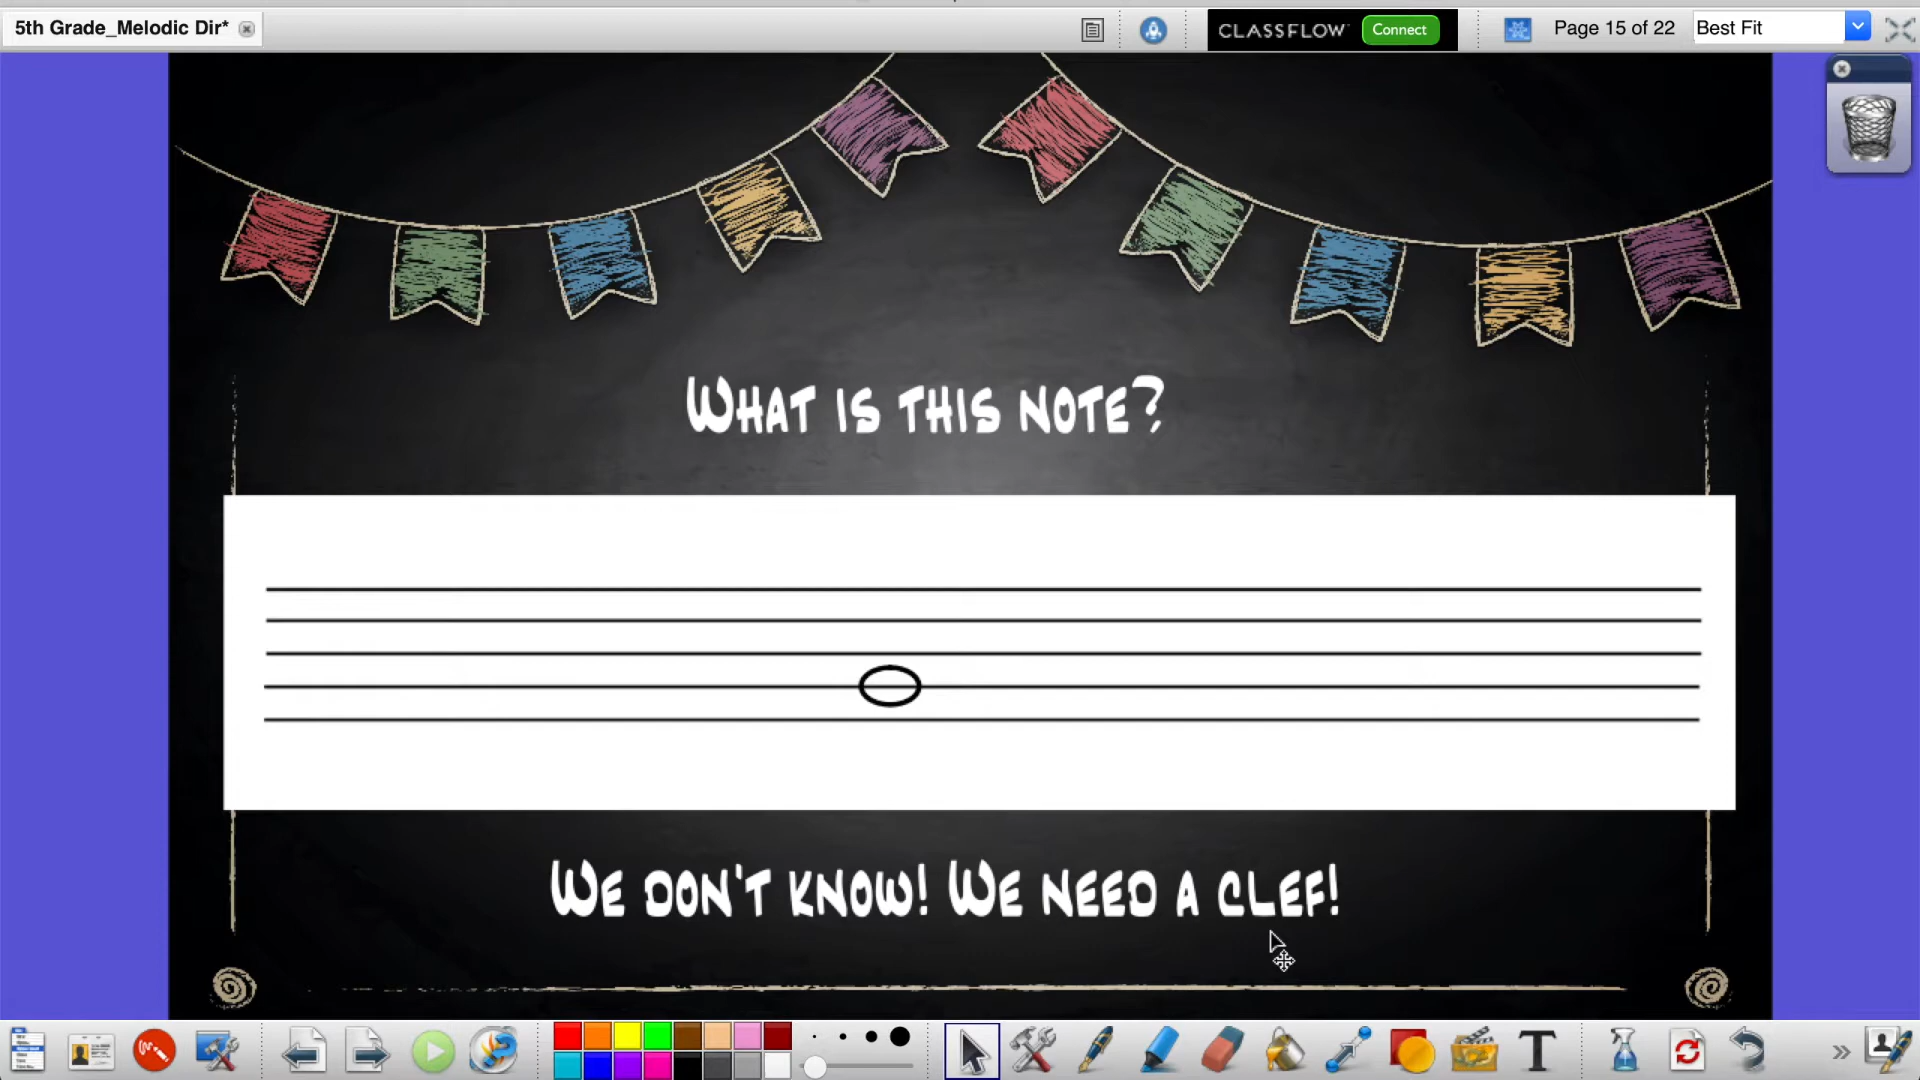 5th Grade_Melodic Dir*
CLASSFLOW Connect
Page 15 of 22
Best Fit
WHAT IS THIS NOTE?
WE DON'T KNOW! WE NEED A CLEF!